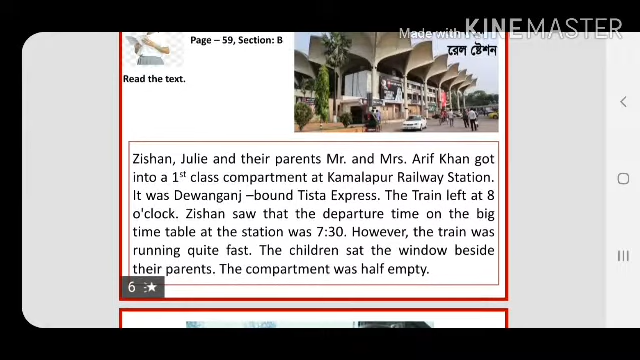 Made with KINEMASTER
Page – 59, Section: B
রেল ষ্টেশন
Read the text.
Zishan, Julie and their parents Mr. and Mrs. Arif Khan got
into a 1st class compartment at Kamalapur Railway Station.
It was Dewanganj –bound Tista Express. The Train left at 8
o'clock. Zishan saw that the departure time on the big
time table at the station was 7:30. However, the train was
running quite fast. The children sat the window beside
their parents. The compartment was half empty.
6